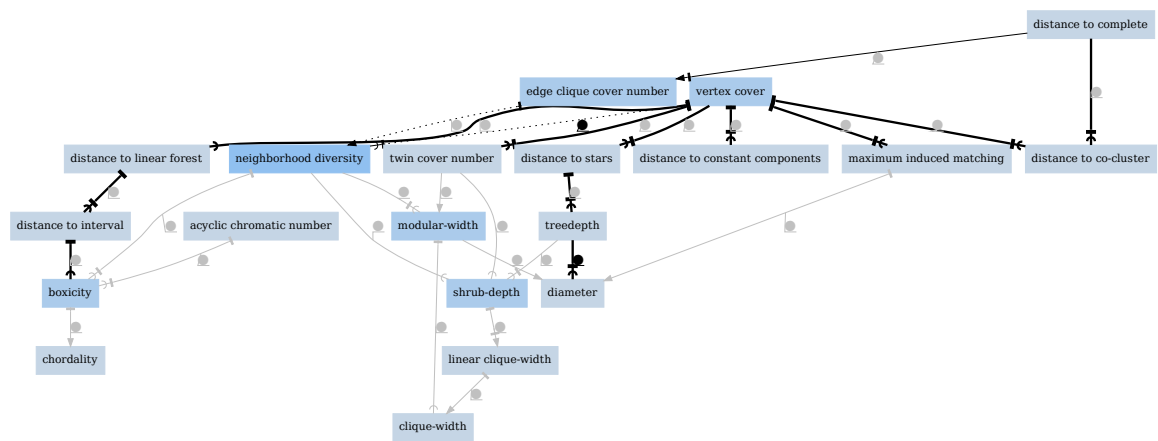 distance to complete
edge clique cover number
vertex cover
distance to linear forest
neighborhood diversity
twin cover number
distance to stars
distance to constant components
maximum induced matching
distance to co-cluster
distance to interval
acyclic chromatic number
modular-width
treedepth
boxicity
shrub-depth
diameter
chordality
linear clique-width
clique-width